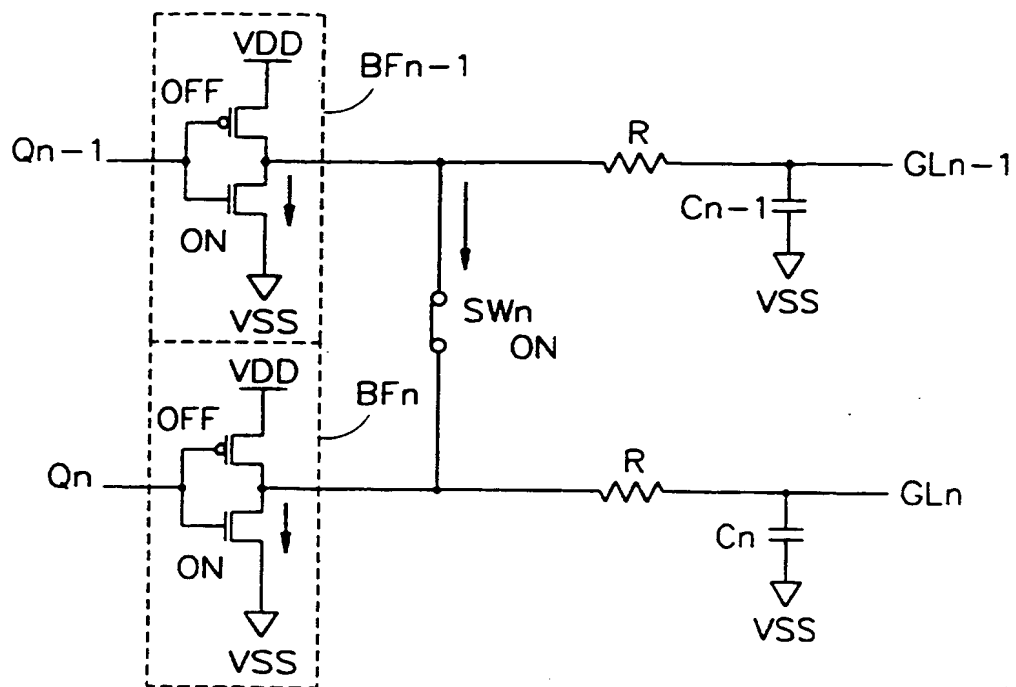 VDD
BFn-1
OFF
Qn-1
R
GLn-1
Cn-1
ON
VSS
VSS
SWn
ON
VDD
BFn
OFF
R
Qn
GLn
Cn
ON
VSS
VSS